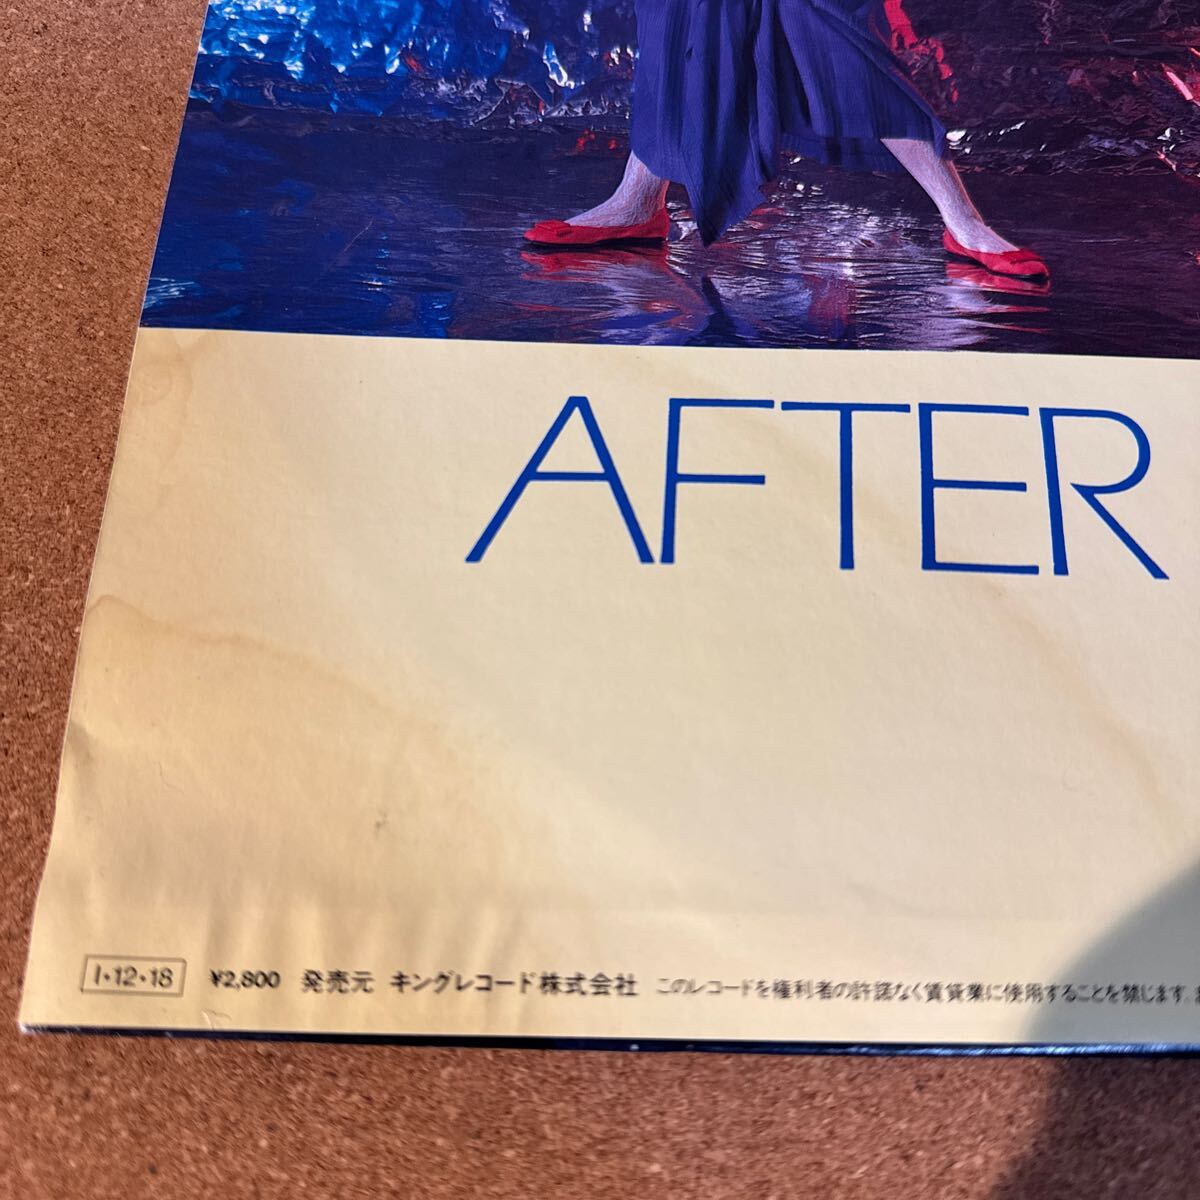 AFTER
I・12・18 ¥2,800 発売元 キングレコード株式会社 このレコードを権利者の許諾なく賃貸業に使用することを禁じます。